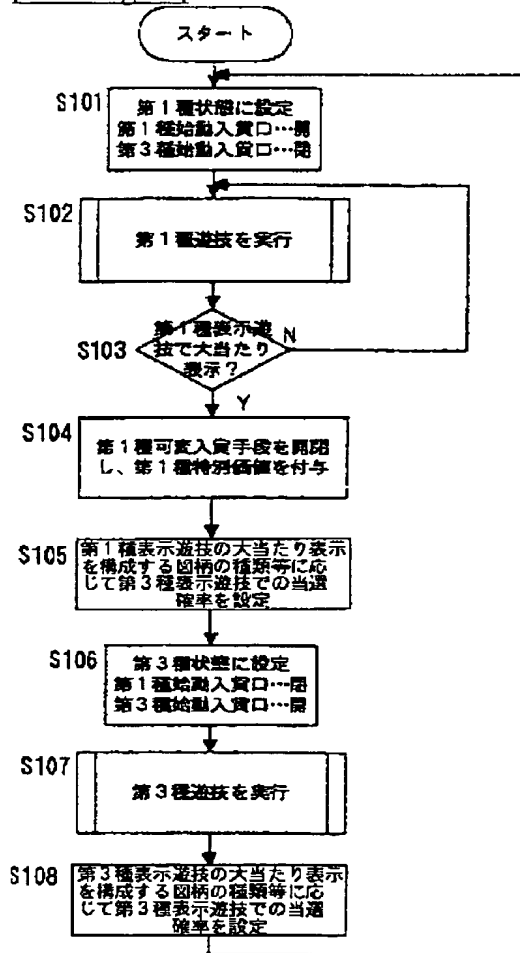 スタート
S101
第1種状態に設定
第1種始動入賞口…開
第3種始動入賞口…閉
S102
第1種遊技を実行
S103
第1種表示遊
技で大当たり
表示？
N
Y
S104
第1種可変入賞手段を開閉
し、第1種特別価値を付与
S105
第1種表示遊技の大当たり表示
を構成する図柄の種類等に応
じて第3種表示遊技での当選
確率を設定
S106
第3種状態に設定
第1種始動入賞口…閉
第3種始動入賞口…開
S107
第3種遊技を実行
S108
第3種表示遊技の大当たり表示
を構成する図柄の種類等に応
じて第3種表示遊技での当選
確率を設定